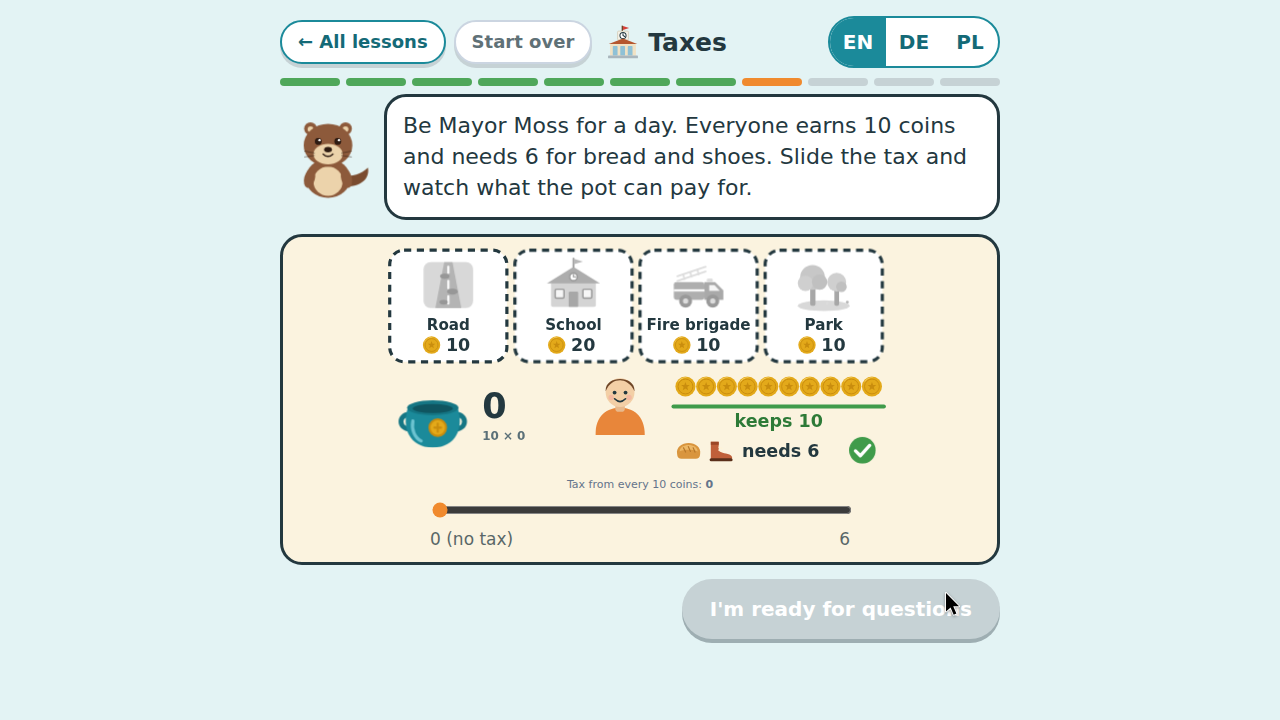 ← All lessons
Start over
Taxes
EN DE PL
Be Mayor Moss for a day. Everyone earns 10 coins
and needs 6 for bread and shoes. Slide the tax and
watch what the pot can pay for.
Road
10
School
20
Fire brigade
10
Park
10
0
10 × 0
keeps 10
needs 6
Tax from every 10 coins: 0
0 (no tax)
6
I'm ready for questions